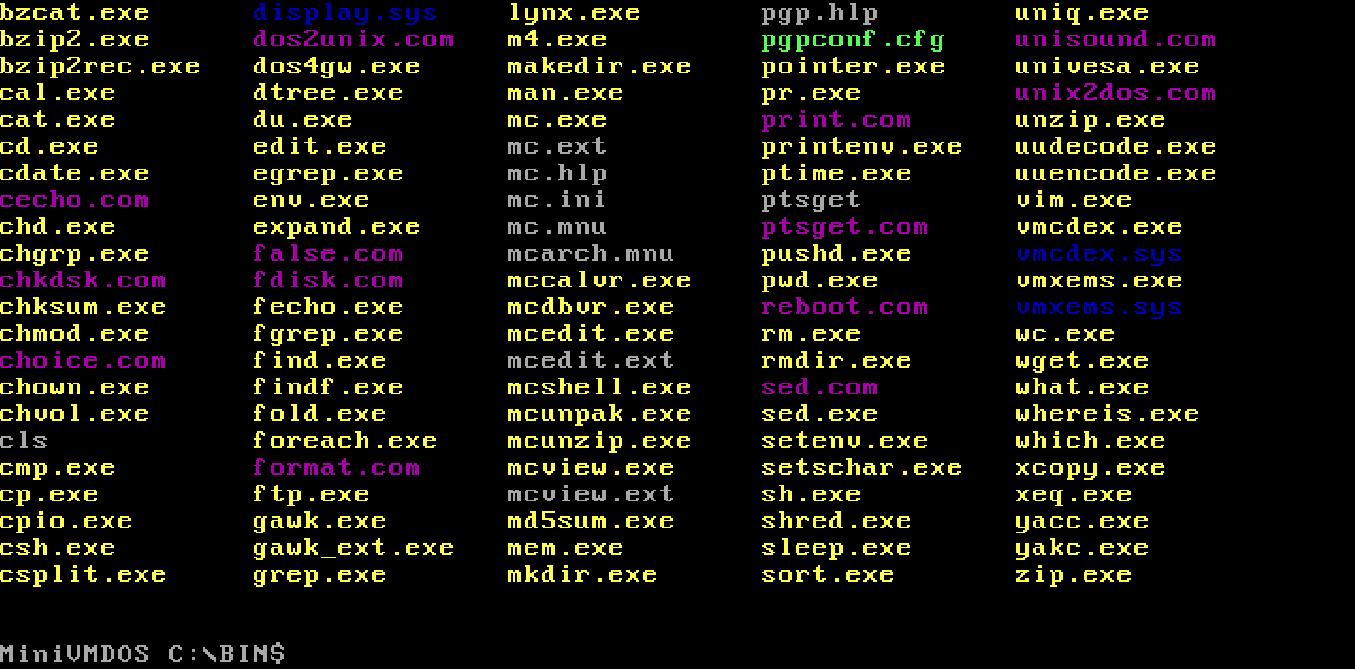 bzcat.exe display.sys lynx.exe pgp.hlp uniq.exe
bzip2.exe dos2unix.com m4.exe pgpconf.cfg unisound.com
bzip2rec.exe dos4gw.exe makedir.exe pointer.exe univesa.exe
cal.exe dtree.exe man.exe pr.exe unix2dos.com
cat.exe du.exe mc.exe print.com unzip.exe
cd.exe edit.exe mc.ext printenv.exe uudecode.exe
cdate.exe egrep.exe mc.hlp ptime.exe uuencode.exe
cecho.com env.exe mc.ini ptsget vim.exe
chd.exe expand.exe mc.mnu ptsget.com vmcdex.exe
chgrp.exe false.com mcarch.mnu pushd.exe vmcdex.sys
chkdsk.com fdisk.com mccalvr.exe pwd.exe vmxems.exe
chksum.exe fecho.exe mcdbvr.exe reboot.com vmxems.sys
chmod.exe fgrep.exe mcedit.exe rm.exe wc.exe
choice.com find.exe mcedit.ext rmdir.exe wget.exe
chown.exe findf.exe mcshell.exe sed.com what.exe
chvol.exe fold.exe mcunpak.exe sed.exe whereis.exe
cls foreach.exe mcunzip.exe setenv.exe which.exe
cmp.exe format.com mcview.exe setschar.exe xcopy.exe
cp.exe ftp.exe mcview.ext sh.exe xeq.exe
cpio.exe gawk.exe md5sum.exe shred.exe yacc.exe
csh.exe gawk_ext.exe mem.exe sleep.exe yakc.exe
csplit.exe grep.exe mkdir.exe sort.exe zip.exe
MiniVMDOS C:\BIN$